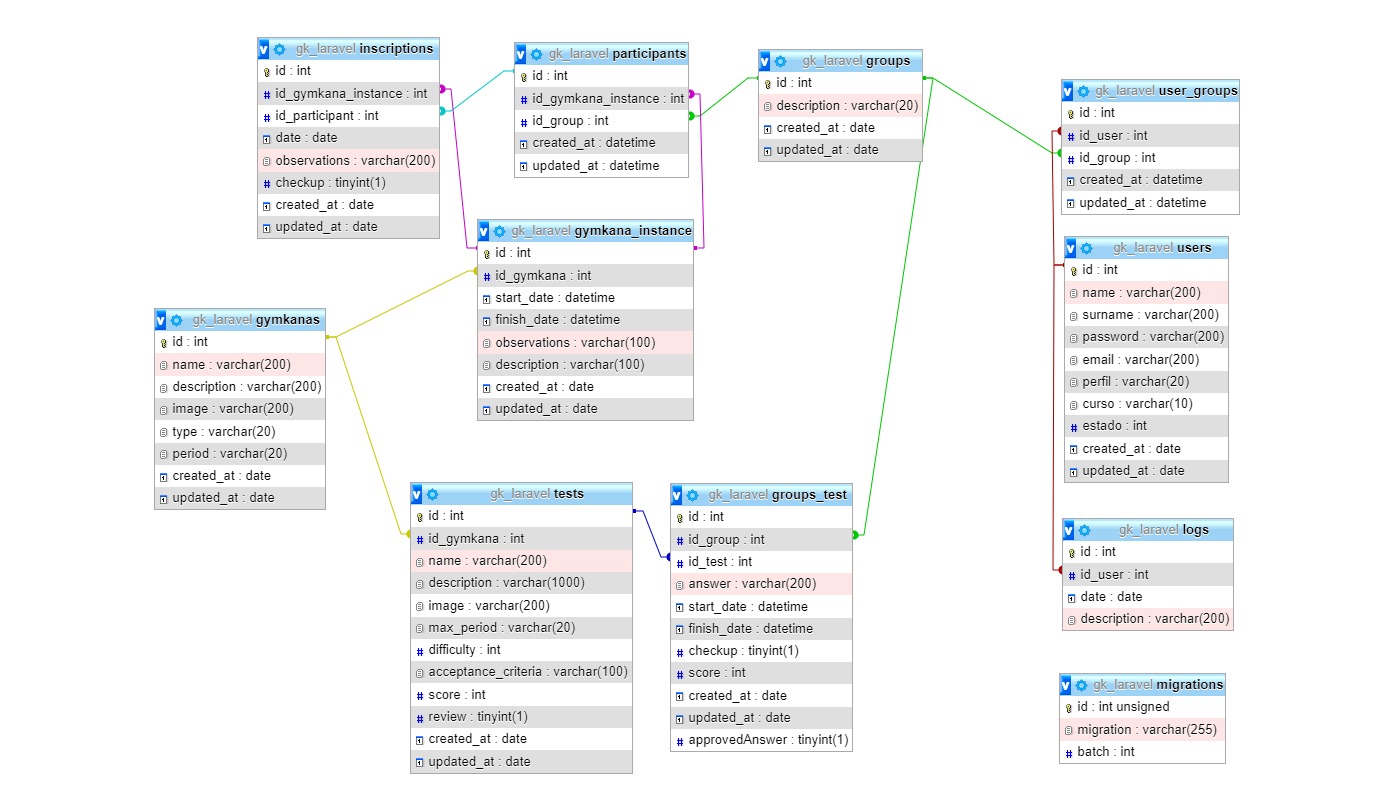 gk_laravel inscriptions
id : int
id_gymkana_instance : int
id_participant : int
date : date
observations : varchar(200)
checkup : tinyint(1)
created_at : date
updated_at : date
gk_laravel participants
id : int
id_gymkana_instance : int
id_group : int
created_at : datetime
updated_at : datetime
gk_laravel groups
id : int
description : varchar(20)
created_at : date
updated_at : date
gk_laravel user_groups
id : int
id_user : int
id_group : int
created_at : datetime
updated_at : datetime
gk_laravel gymkana_instance
id : int
id_gymkana : int
start_date : datetime
finish_date : datetime
observations : varchar(100)
description : varchar(100)
created_at : date
updated_at : date
gk_laravel users
id : int
name : varchar(200)
surname : varchar(200)
password : varchar(200)
email : varchar(200)
perfil : varchar(20)
curso : varchar(10)
estado : int
created_at : date
updated_at : date
gk_laravel gymkanas
id : int
name : varchar(200)
description : varchar(200)
image : varchar(200)
type : varchar(20)
period : varchar(20)
created_at : date
updated_at : date
gk_laravel tests
id : int
id_gymkana : int
name : varchar(200)
description : varchar(1000)
image : varchar(200)
max_period : varchar(20)
difficulty : int
acceptance_criteria : varchar(100)
score : int
review : tinyint(1)
created_at : date
updated_at : date
gk_laravel groups_test
id : int
id_group : int
id_test : int
answer : varchar(200)
start_date : datetime
finish_date : datetime
checkup : tinyint(1)
score : int
created_at : date
updated_at : date
approvedAnswer : tinyint(1)
gk_laravel logs
id : int
id_user : int
date : date
description : varchar(200)
gk_laravel migrations
id : int unsigned
migration : varchar(255)
batch : int